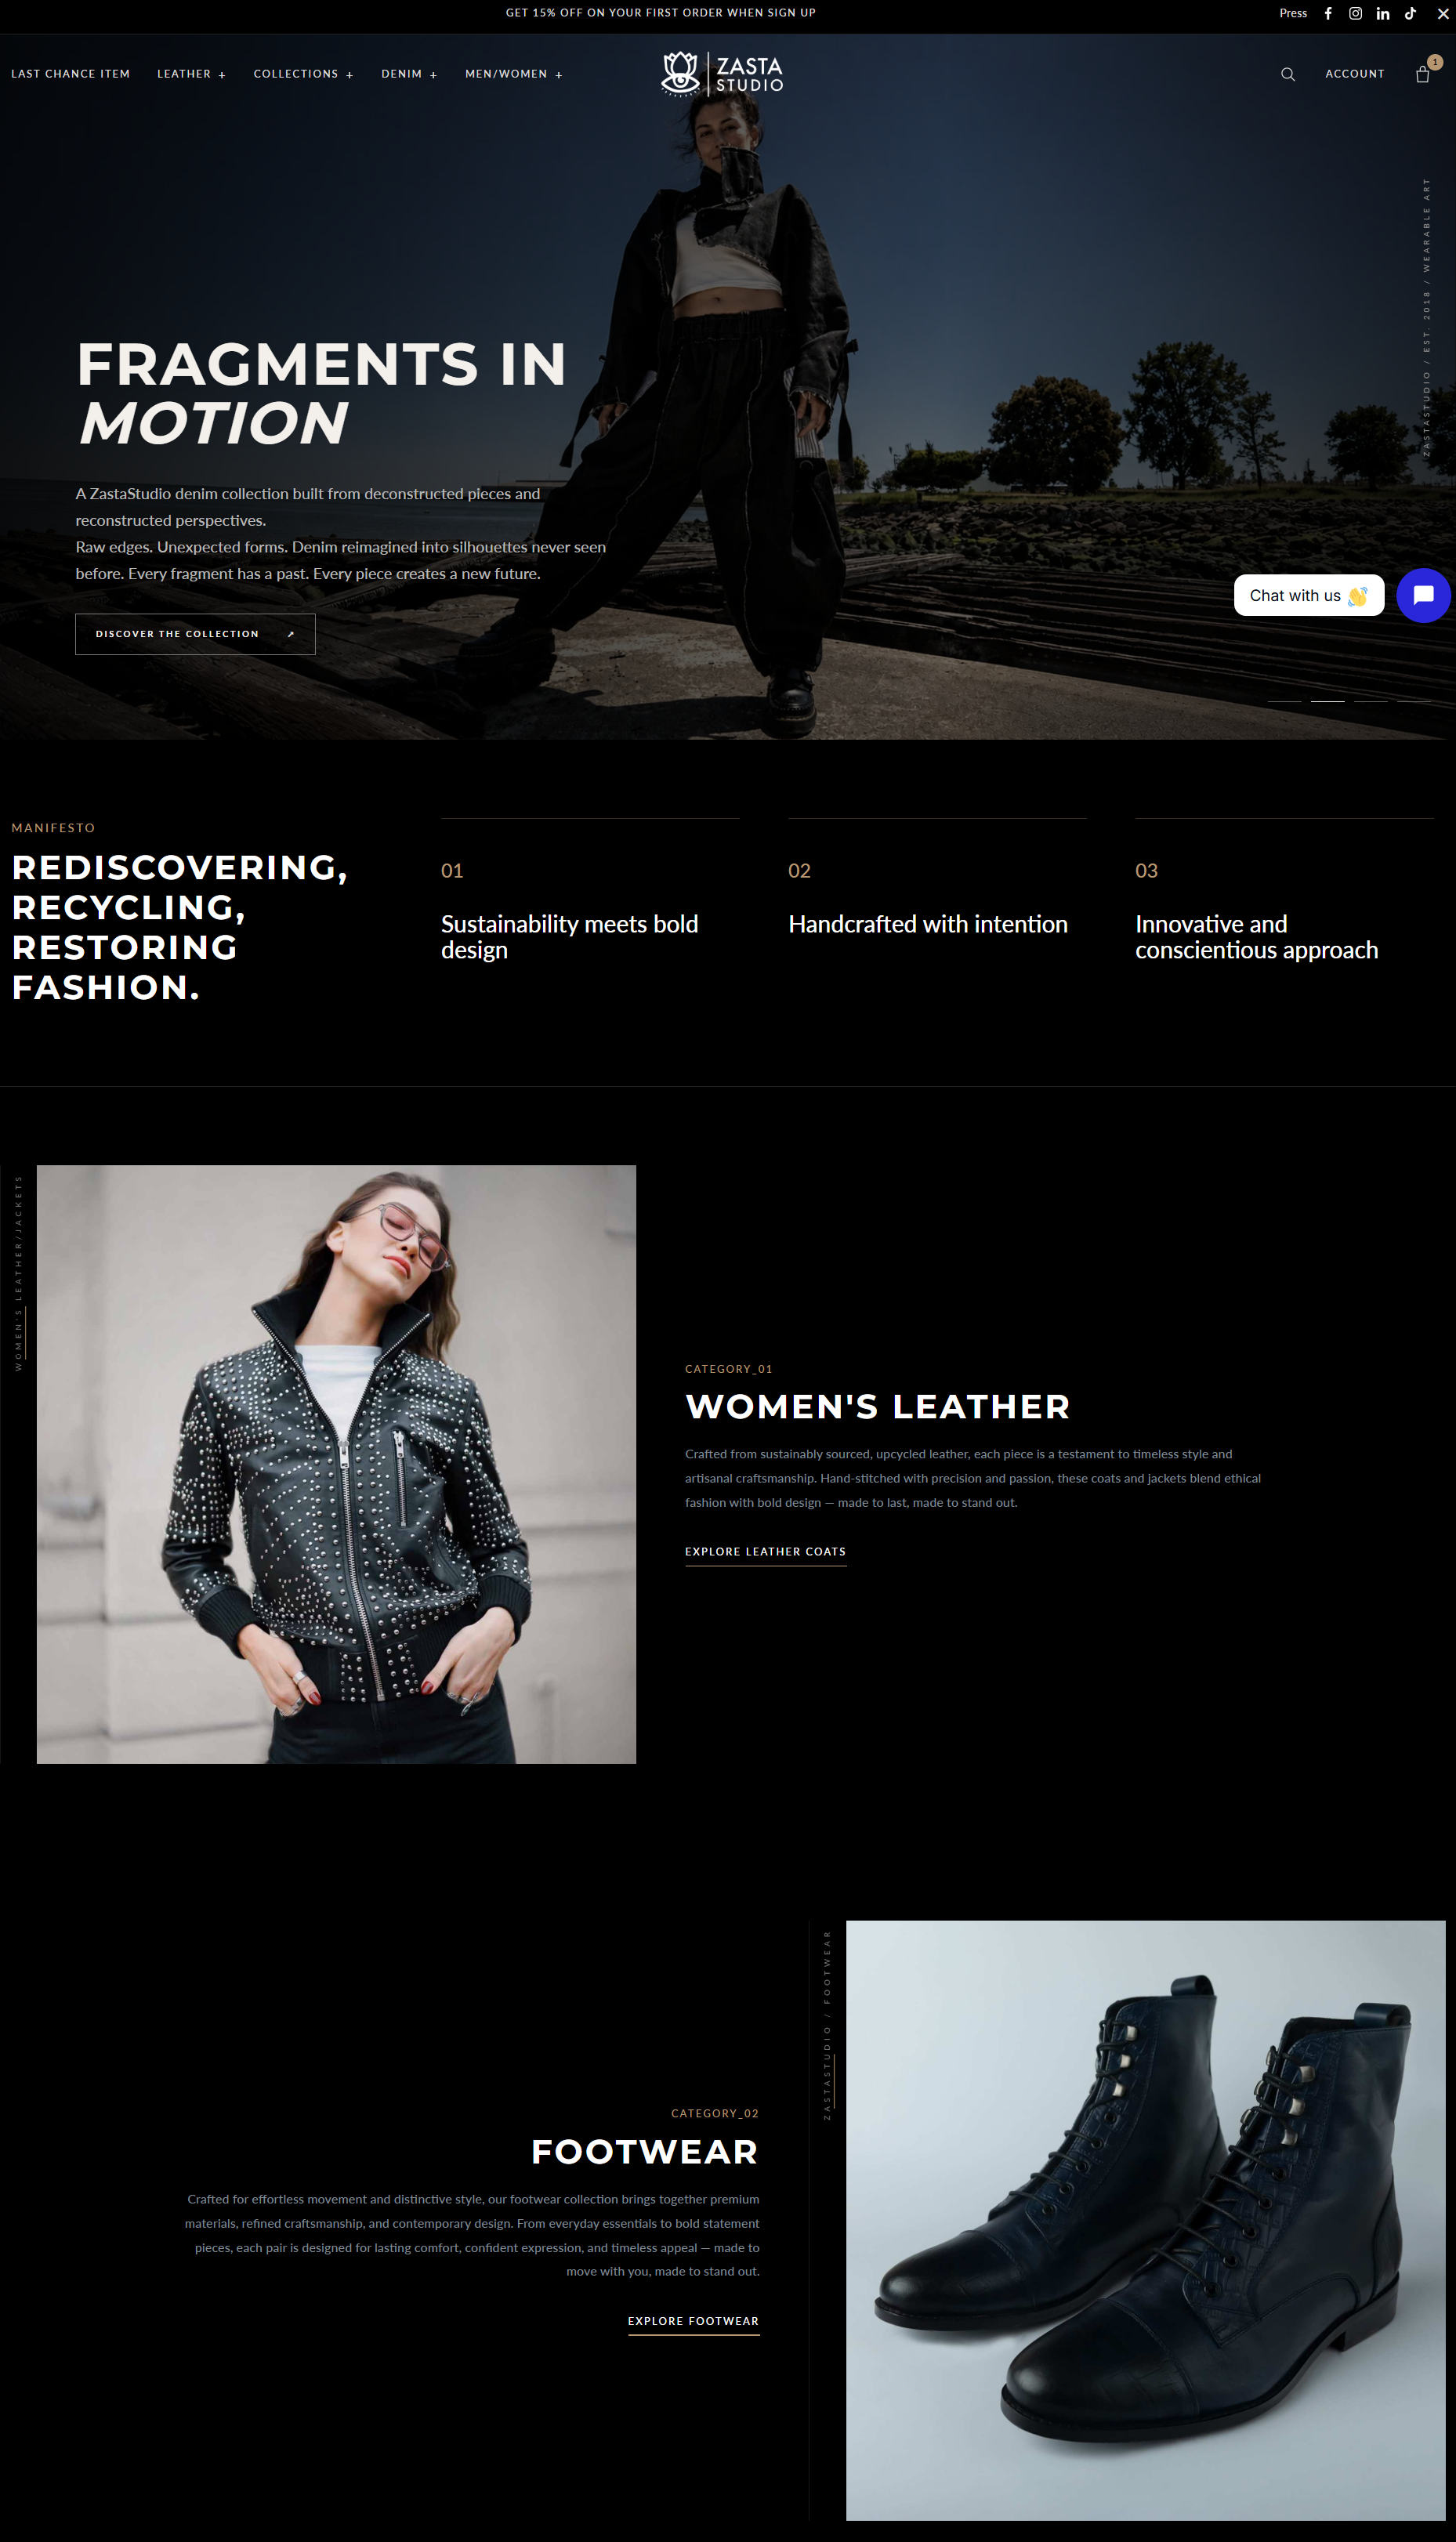 GET 15% OFF ON YOUR FIRST ORDER WHEN SIGN UP
Press
LAST CHANCE ITEM
LEATHER +
COLLECTIONS +
DENIM +
MEN/WOMEN +
ZASTA
STUDIO
ACCOUNT
1
ZASTASTUDIO / EST. 2018 / WEARABLE ART
FRAGMENTS IN
MOTION
A ZastaStudio denim collection built from deconstructed pieces and
reconstructed perspectives.
Raw edges. Unexpected forms. Denim reimagined into silhouettes never seen
before. Every fragment has a past. Every piece creates a new future.
DISCOVER THE COLLECTION ↗
Chat with us 👋
MANIFESTO
REDISCOVERING,
RECYCLING,
RESTORING
FASHION.
01
Sustainability meets bold
design
02
Handcrafted with intention
03
Innovative and
conscientious approach
WOMEN'S LEATHER/JACKETS
CATEGORY_01
WOMEN'S LEATHER
Crafted from sustainably sourced, upcycled leather, each piece is a testament to timeless style and
artisanal craftsmanship. Hand-stitched with precision and passion, these coats and jackets blend ethical
fashion with bold design — made to last, made to stand out.
EXPLORE LEATHER COATS
CATEGORY_02
FOOTWEAR
Crafted for effortless movement and distinctive style, our footwear collection brings together premium
materials, refined craftsmanship, and contemporary design. From everyday essentials to bold statement
pieces, each pair is designed for lasting comfort, confident expression, and timeless appeal — made to
move with you, made to stand out.
EXPLORE FOOTWEAR
ZASTASTUDIO / FOOTWEAR